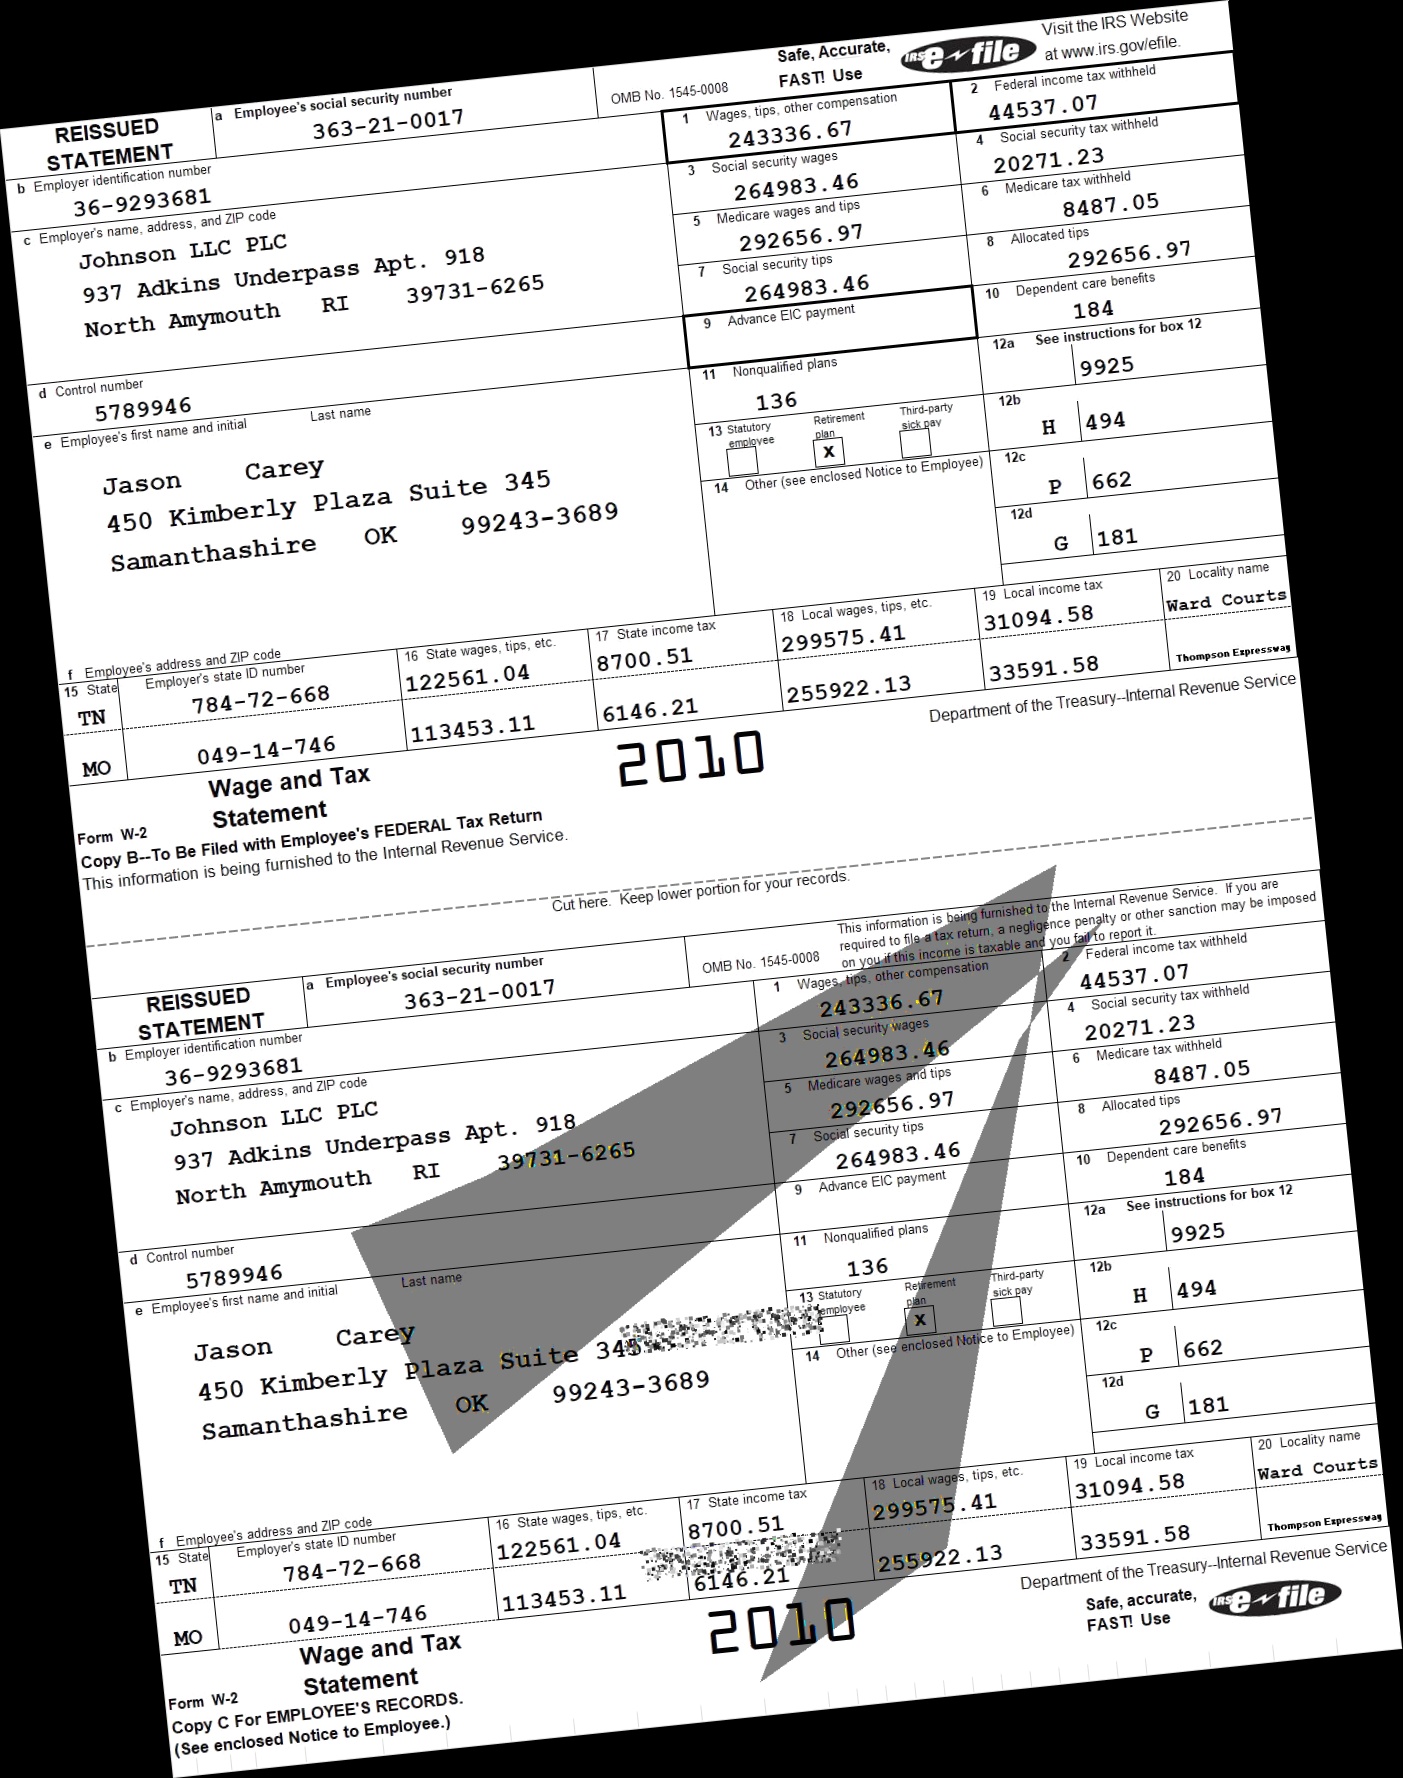 Safe, Accurate,
FAST! Use
IRS e-file
Visit the IRS Website
at www.irs.gov/efile.
REISSUED
STATEMENT
a Employee's social security number
363-21-0017
OMB No. 1545-0008
1 Wages, tips, other compensation
243336.67
2 Federal income tax withheld
44537.07
b Employer identification number
36-9293681
3 Social security wages
264983.46
4 Social security tax withheld
20271.23
c Employer's name, address, and ZIP code
Johnson LLC PLC
937 Adkins Underpass Apt. 918
North Amymouth RI 39731-6265
5 Medicare wages and tips
292656.97
6 Medicare tax withheld
8487.05
7 Social security tips
264983.46
8 Allocated tips
292656.97
9 Advance EIC payment
10 Dependent care benefits
184
d Control number
5789946
11 Nonqualified plans
136
12a See instructions for box 12
9925
e Employee's first name and initial Last name
Jason Carey
450 Kimberly Plaza Suite 345
Samanthashire OK 99243-3689
13 Statutory employee
Retirement plan
x
Third-party sick pay
12b
H 494
14 Other (see enclosed Notice to Employee)
12c
P 662
12d
G 181
f Employee's address and ZIP code
15 State Employer's state ID number
16 State wages, tips, etc.
17 State income tax
18 Local wages, tips, etc.
19 Local income tax
20 Locality name
TN 784-72-668 122561.04 8700.51 299575.41 31094.58 Ward Courts
MO 049-14-746 113453.11 6146.21 255922.13 33591.58 Thompson Expressway
Wage and Tax
Statement
2010
Department of the Treasury--Internal Revenue Service
Form W-2
Copy B--To Be Filed with Employee's FEDERAL Tax Return
This information is being furnished to the Internal Revenue Service.
Cut here. Keep lower portion for your records.
REISSUED
STATEMENT
a Employee's social security number
363-21-0017
OMB No. 1545-0008
This information is being furnished to the Internal Revenue Service. If you are
required to file a tax return, a negligence penalty or other sanction may be imposed
on you if this income is taxable and you fail to report it.
1 Wages, tips, other compensation
243336.67
2 Federal income tax withheld
44537.07
b Employer identification number
36-9293681
3 Social security wages
264983.46
4 Social security tax withheld
20271.23
c Employer's name, address, and ZIP code
Johnson LLC PLC
937 Adkins Underpass Apt. 918
North Amymouth RI 39731-6265
5 Medicare wages and tips
292656.97
6 Medicare tax withheld
8487.05
7 Social security tips
264983.46
8 Allocated tips
292656.97
9 Advance EIC payment
10 Dependent care benefits
184
d Control number
5789946
11 Nonqualified plans
136
12a See instructions for box 12
9925
e Employee's first name and initial Last name
Jason Carey
450 Kimberly Plaza Suite 345
Samanthashire OK 99243-3689
13 Statutory employee
Retirement plan
x
Third-party sick pay
12b
H 494
14 Other (see enclosed Notice to Employee)
12c
P 662
12d
G 181
f Employee's address and ZIP code
15 State Employer's state ID number
16 State wages, tips, etc.
17 State income tax
18 Local wages, tips, etc.
19 Local income tax
20 Locality name
TN 784-72-668 122561.04 8700.51 299575.41 31094.58 Ward Courts
MO 049-14-746 113453.11 6146.21 255922.13 33591.58 Thompson Expressway
Wage and Tax
Statement
2010
Department of the Treasury--Internal Revenue Service
Safe, accurate,
FAST! Use
IRS e-file
Form W-2
Copy C For EMPLOYEE'S RECORDS.
(See enclosed Notice to Employee.)